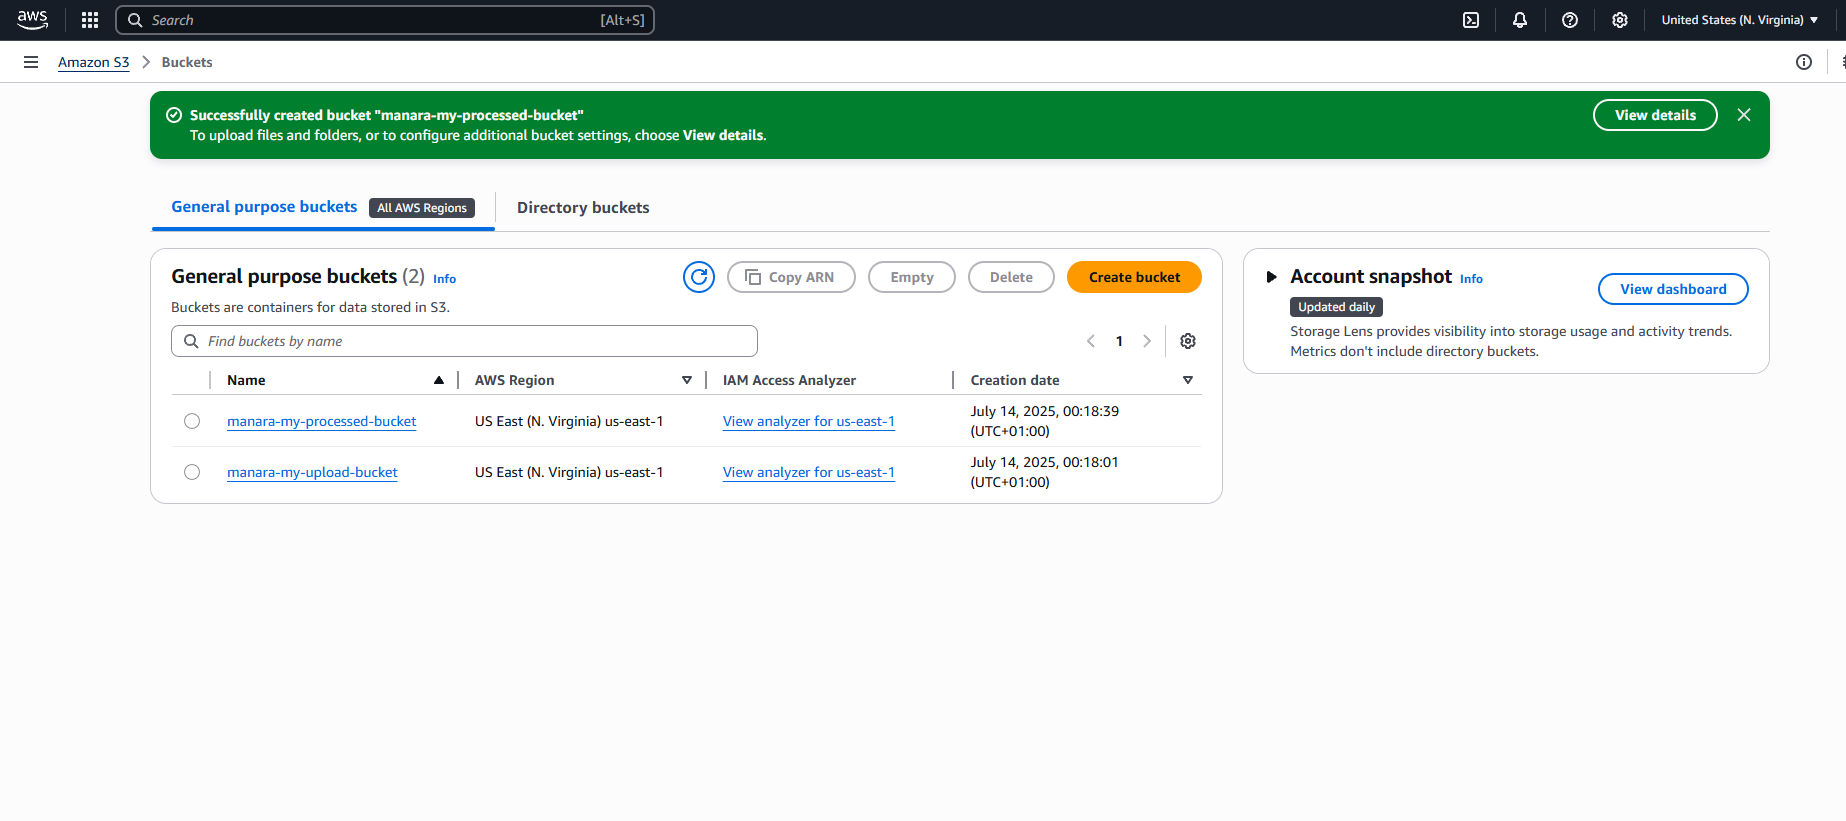 aws
Search [Alt+S]
United States (N. Virginia)
Amazon S3 Buckets
Successfully created bucket "manara-my-processed-bucket"
To upload files and folders, or to configure additional bucket settings, choose View details.
View details
General purpose buckets All AWS Regions
Directory buckets
General purpose buckets (2) Info
Copy ARN
Empty
Delete
Create bucket
Buckets are containers for data stored in S3.
Find buckets by name
1
Name AWS Region IAM Access Analyzer Creation date
manara-my-processed-bucket US East (N. Virginia) us-east-1 View analyzer for us-east-1 July 14, 2025, 00:18:39
(UTC+01:00)
manara-my-upload-bucket US East (N. Virginia) us-east-1 View analyzer for us-east-1 July 14, 2025, 00:18:01
(UTC+01:00)
Account snapshot Info
View dashboard
Updated daily
Storage Lens provides visibility into storage usage and activity trends.
Metrics don't include directory buckets.